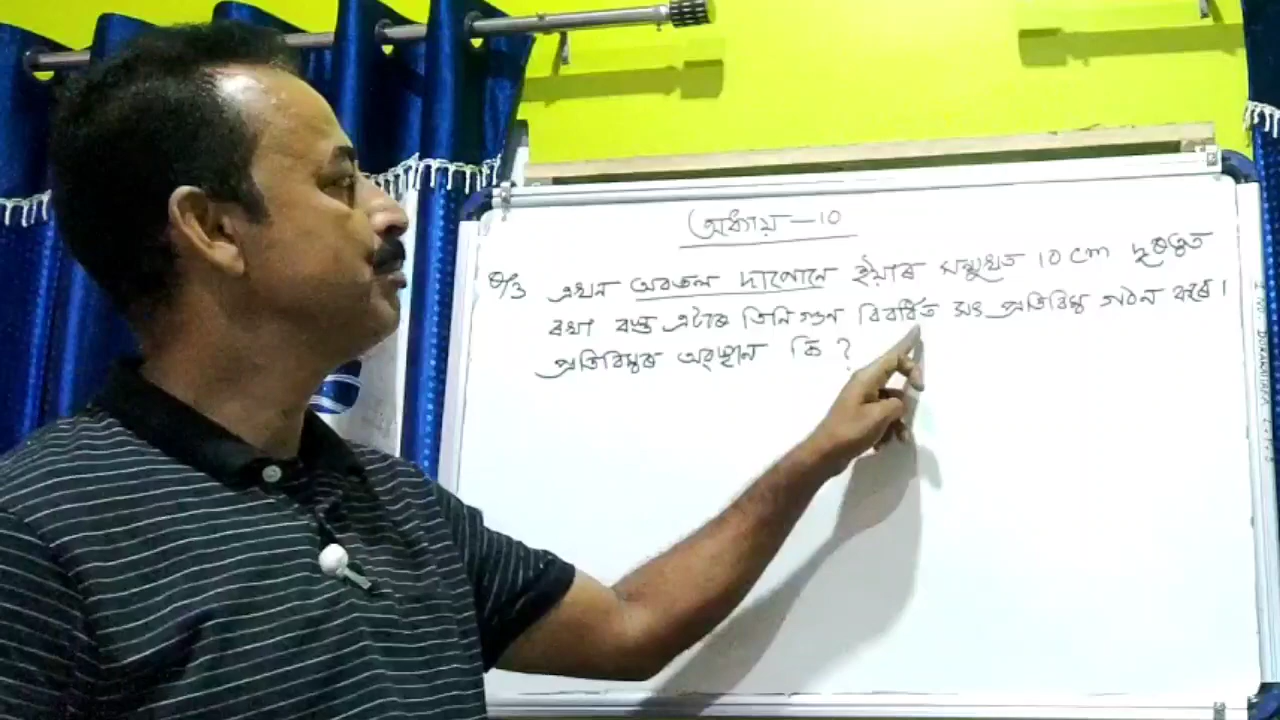 অধ্যায় — 10
প্ৰঃ3 এখন অৱতল দাপোনে ইয়াৰ সন্মুখত 10 cm দূৰত্বত
ৰখা বস্তু এটাৰ তিনিগুণ বিবৰ্ধিত সৎ প্ৰতিবিম্ব গঠন কৰে।
প্ৰতিবিম্বৰ অৱস্থান কি ?